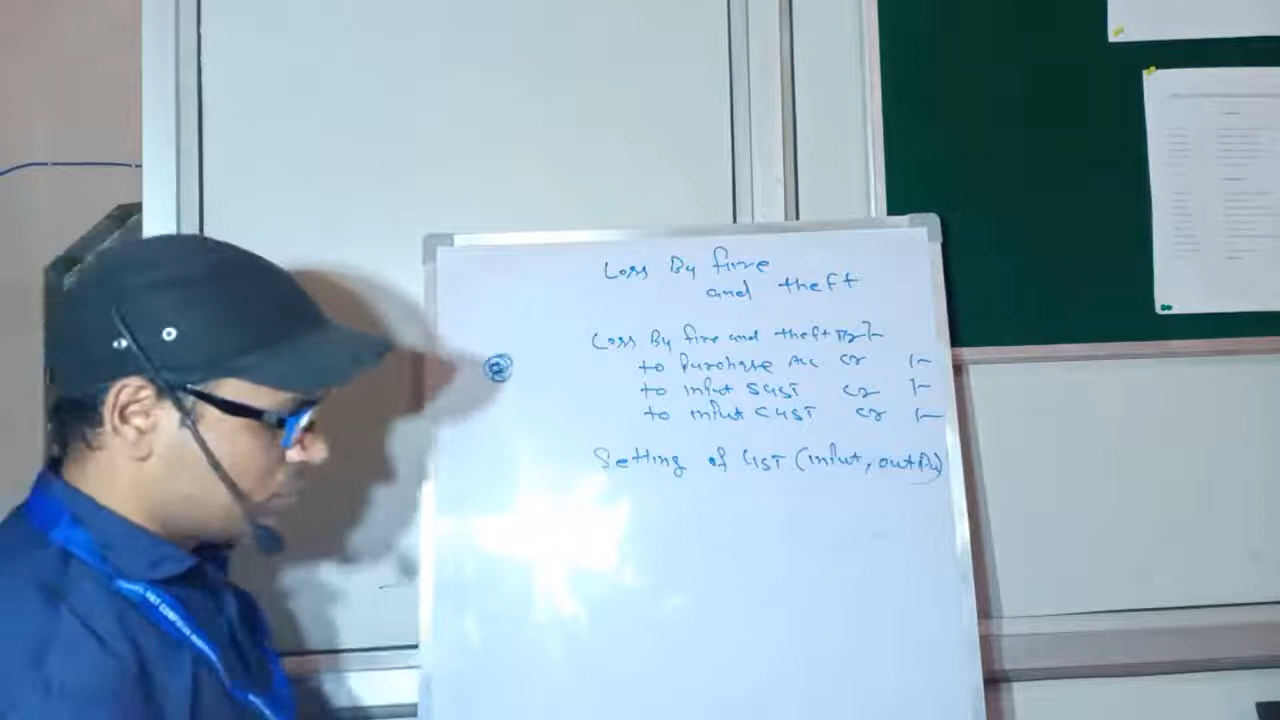 Loss By fire
and theft
Loss By fire and theft Dr /-
to Purchase A/c Cr /-
to input SGST Cr /-
to input CGST Cr /-
Setting of GST (input, output)